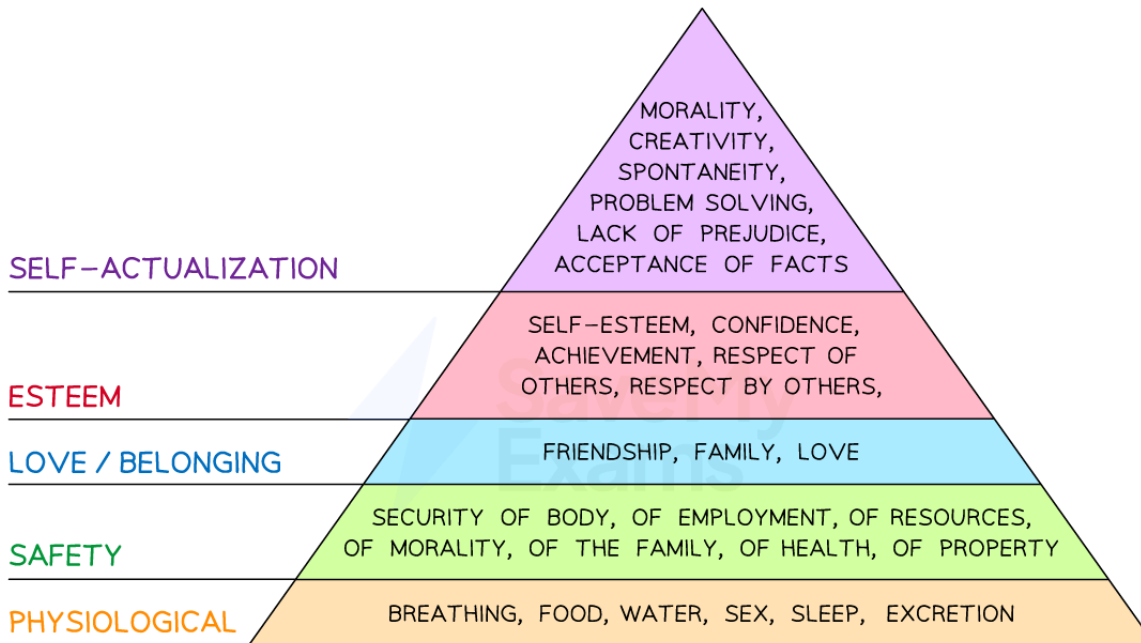 MORALITY,
CREATIVITY,
SPONTANEITY,
PROBLEM SOLVING,
LACK OF PREJUDICE,
ACCEPTANCE OF FACTS
SELF-ACTUALIZATION
SELF-ESTEEM, CONFIDENCE,
ACHIEVEMENT, RESPECT OF
OTHERS, RESPECT BY OTHERS,
ESTEEM
FRIENDSHIP, FAMILY, LOVE
LOVE / BELONGING
SECURITY OF BODY, OF EMPLOYMENT, OF RESOURCES,
OF MORALITY, OF THE FAMILY, OF HEALTH, OF PROPERTY
SAFETY
BREATHING, FOOD, WATER, SEX, SLEEP, EXCRETION
PHYSIOLOGICAL
SaveMy
Exams